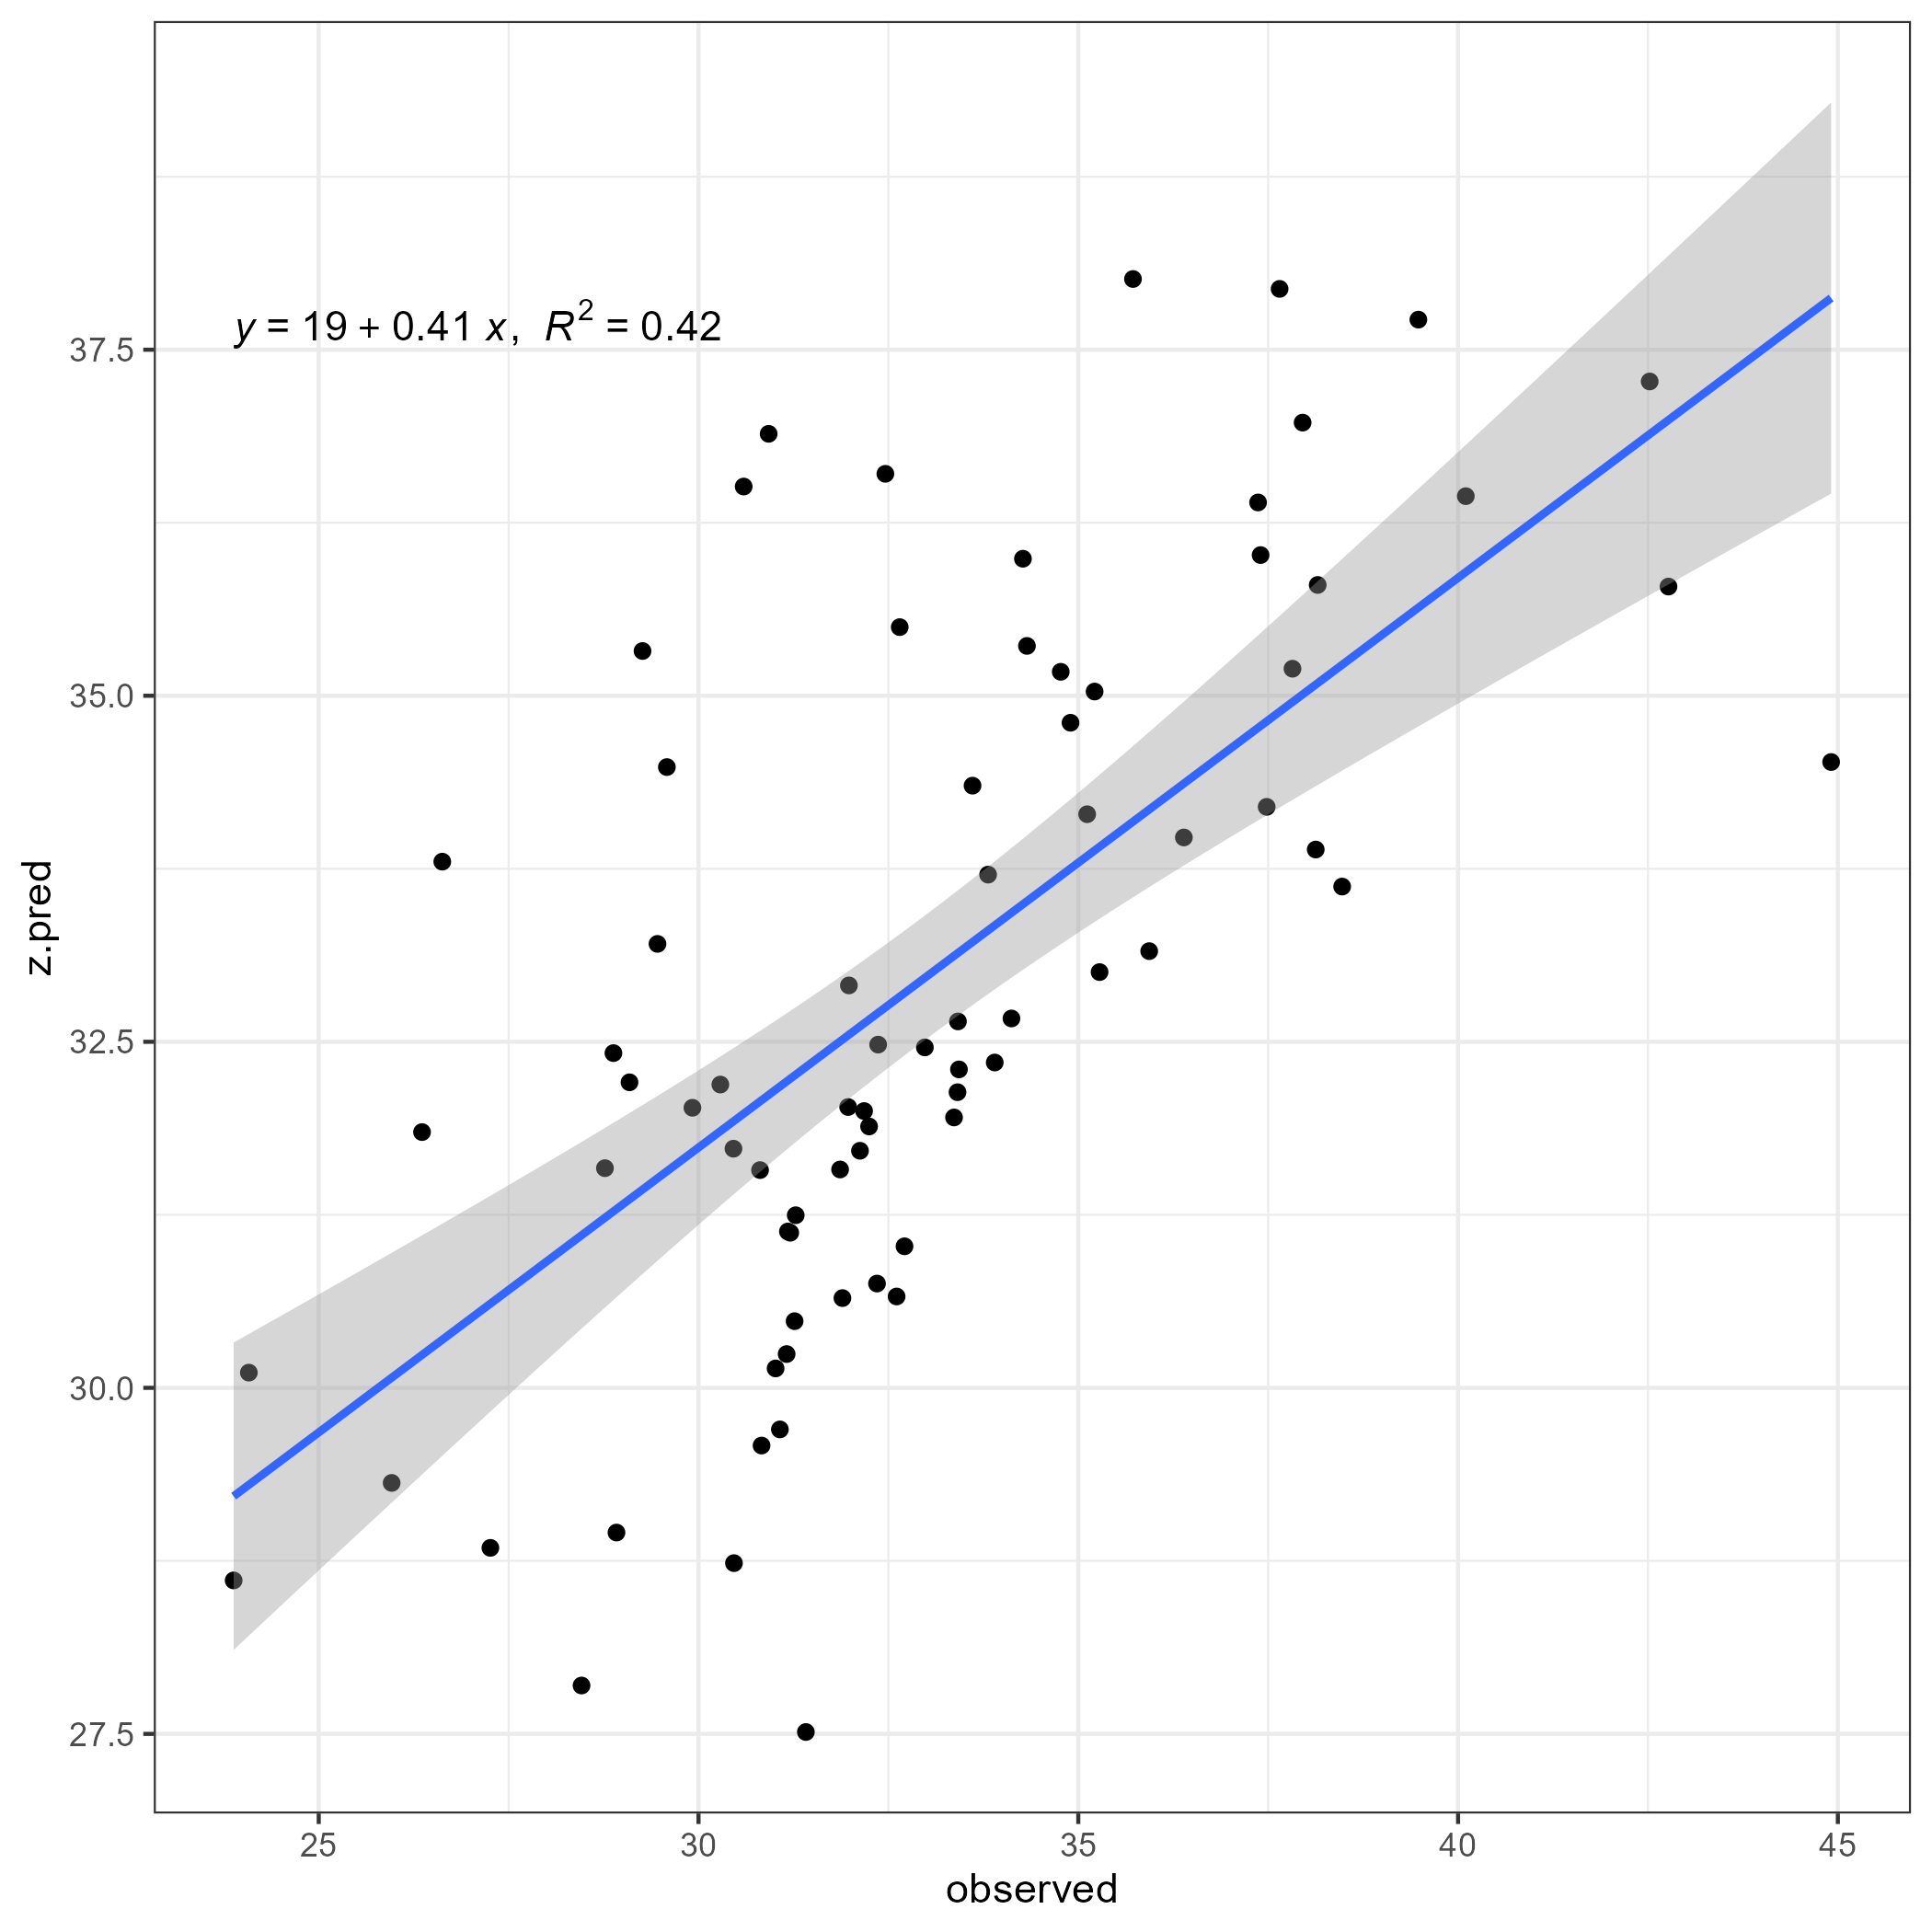 y = 19 + 0.41 x, R² = 0.42
37.5
35.0
32.5
30.0
27.5
z.pred
25 30 35 40 45
observed